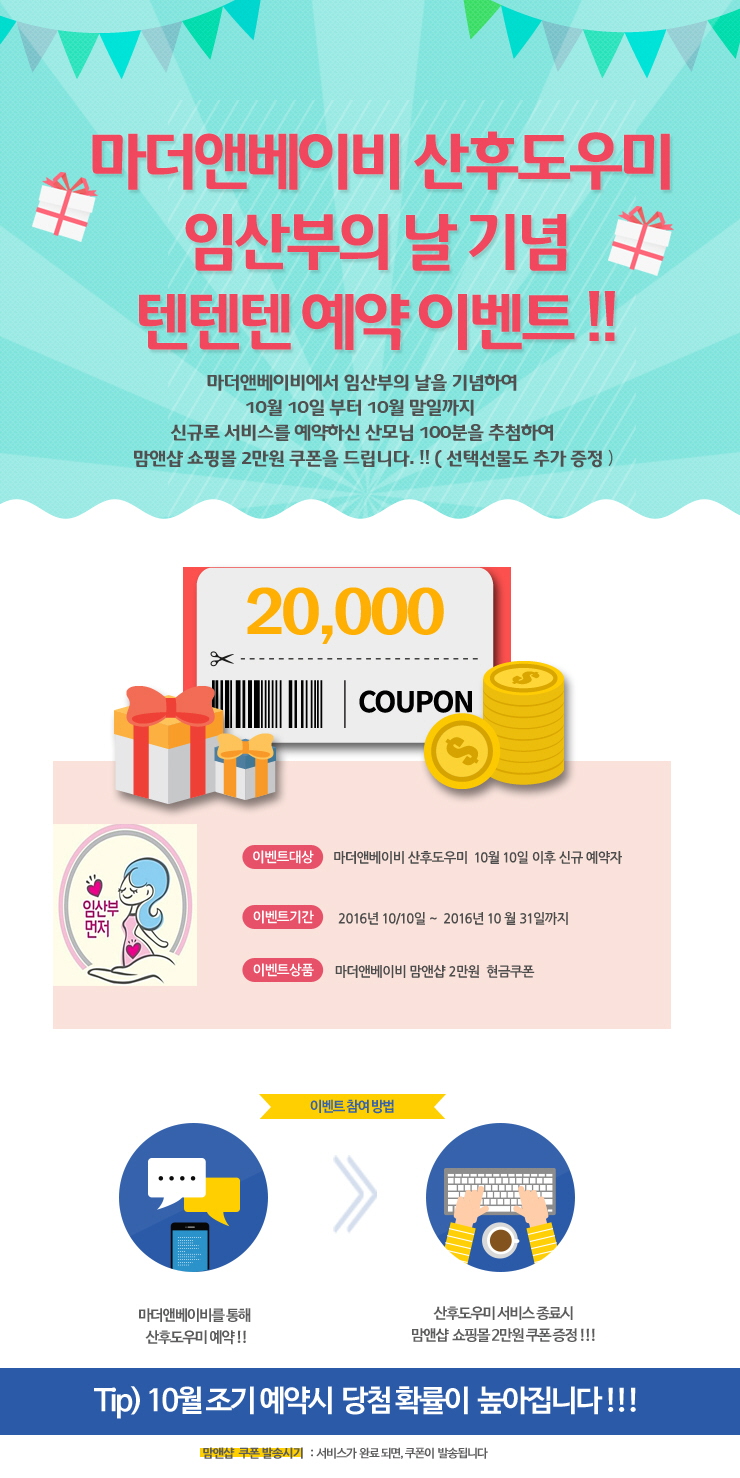 마더앤베이비 산후도우미
임산부의 날 기념
텐텐텐 예약 이벤트 !!
마더앤베이비에서 임산부의 날을 기념하여
10월 10일 부터 10월 말일까지
신규로 서비스를 예약하신 산모님 100분을 추첨하여
맘앤샵 쇼핑몰 2만원 쿠폰을 드립니다. !! ( 선택선물도 추가 증정 )
20,000
COUPON
임산부
먼저
이벤트대상 마더앤베이비 산후도우미 10월 10일 이후 신규 예약자
이벤트기간 2016년 10/10일 ~ 2016년 10 월 31일까지
이벤트상품 마더앤베이비 맘앤샵 2만원 현금쿠폰
이벤트 참여 방법
마더앤베이비를 통해
산후도우미 예약 !!
산후도우미 서비스 종료시
맘앤샵 쇼핑몰 2만원 쿠폰 증정 !!!
Tip) 10월 조기 예약시 당첨 확률이 높아집니다 !!!
맘앤샵 쿠폰 발송시기 : 서비스가 완료 되면, 쿠폰이 발송됩니다